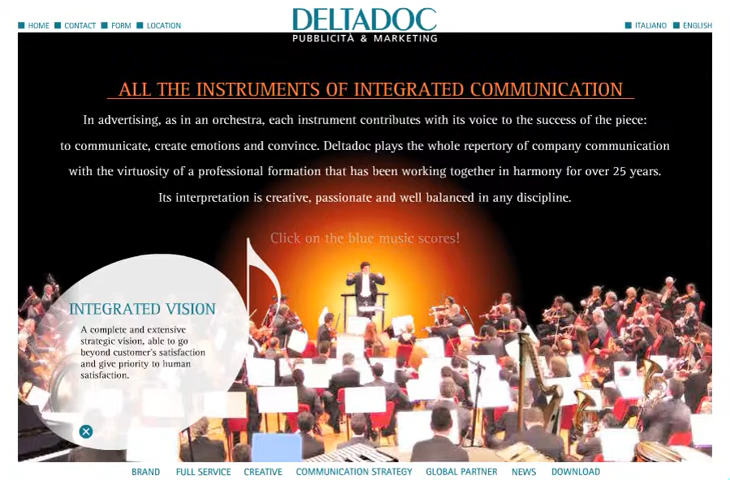 DELTADOC
PUBBLICITÀ & MARKETING
HOME CONTACT FORM LOCATION
ITALIANO ENGLISH
ALL THE INSTRUMENTS OF INTEGRATED COMMUNICATION
In advertising, as in an orchestra, each instrument contributes with its voice to the success of the piece:
to communicate, create emotions and convince. Deltadoc plays the whole repertory of company communication
with the virtuosity of a professional formation that has been working together in harmony for over 25 years.
Its interpretation is creative, passionate and well balanced in any discipline.
Click on the blue music scores!
INTEGRATED VISION
A complete and extensive
strategic vision, able to go
beyond customer's satisfaction
and give priority to human
satisfaction.
BRAND FULL SERVICE CREATIVE COMMUNICATION STRATEGY GLOBAL PARTNER NEWS DOWNLOAD